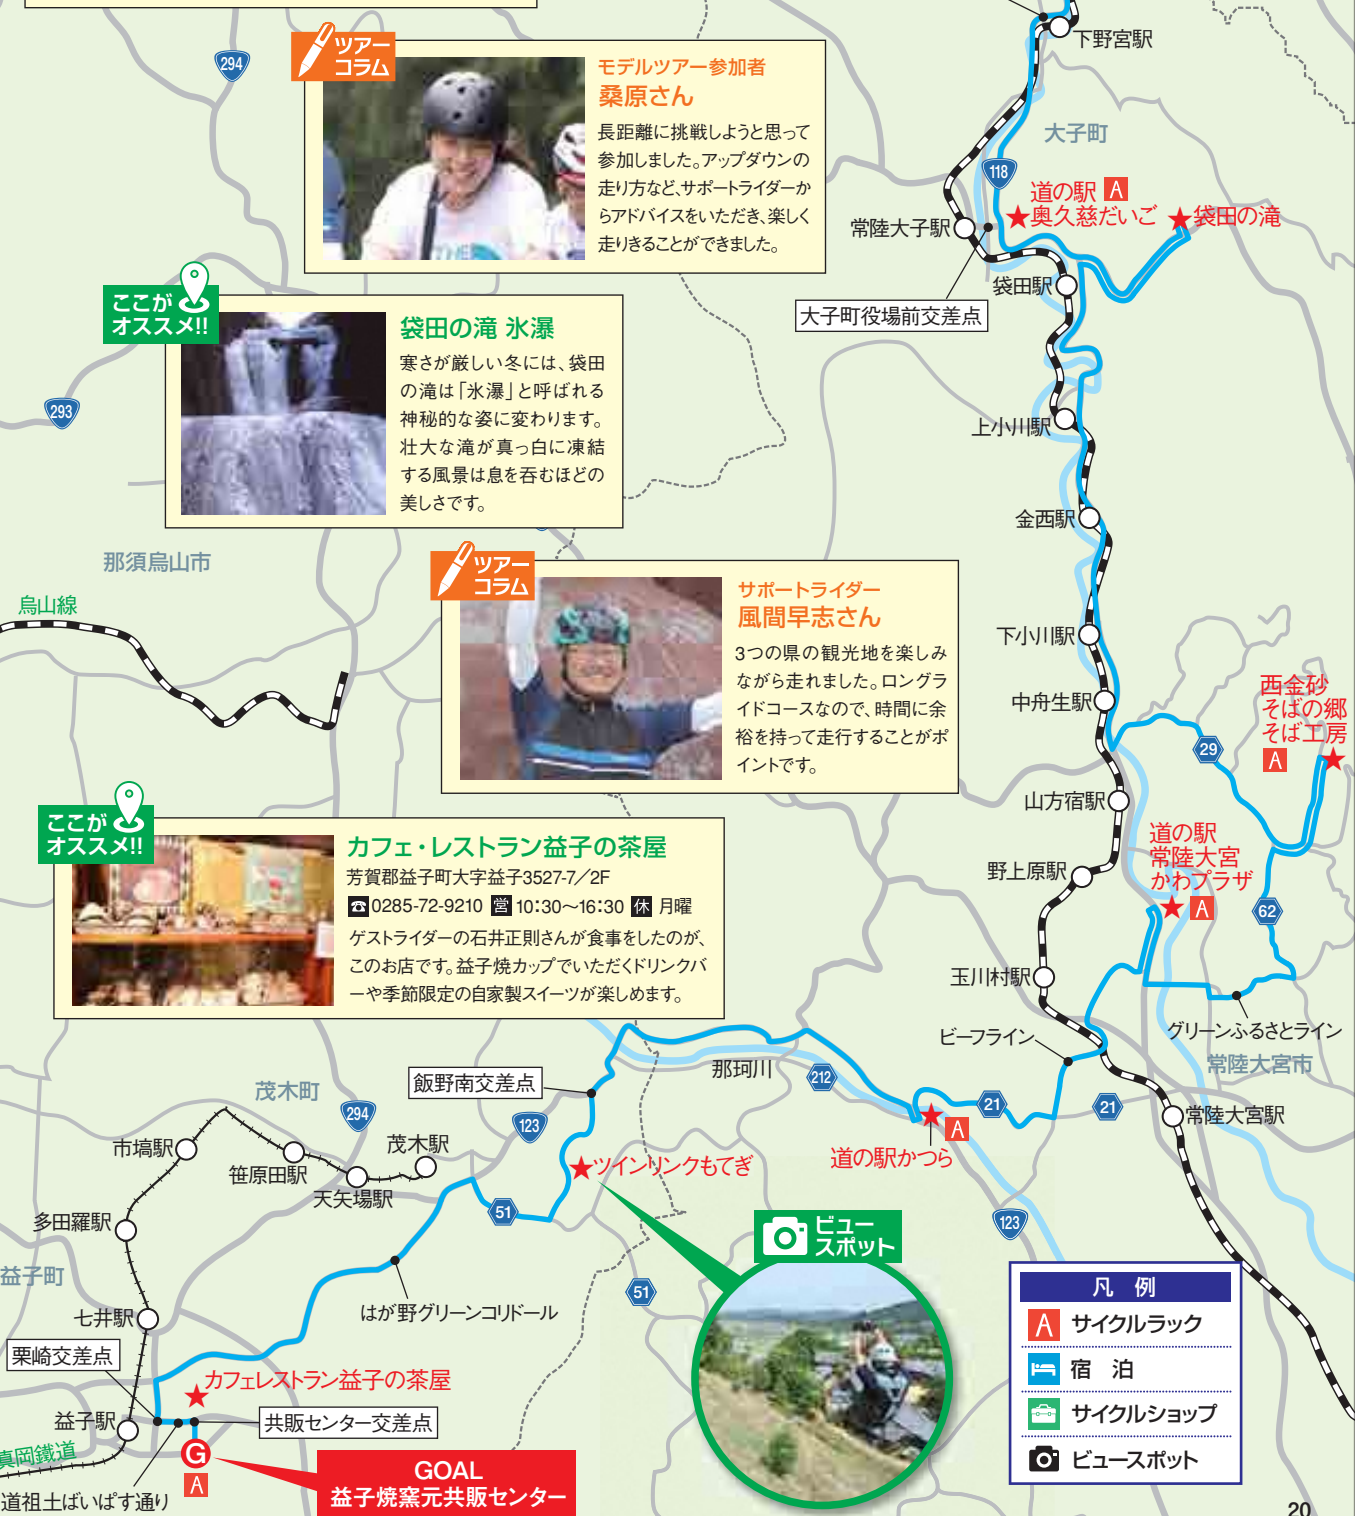 下野宮駅
294
ツアー
コラム
モデルツアー参加者
桑原さん
長距離に挑戦しようと思って
参加しました。アップダウンの
走り方など、サポートライダーか
らアドバイスをいただき、楽しく
走りきることができました。
大子町
118
道の駅 A
奥久慈だいご
袋田の滝
常陸大子駅
袋田駅
大子町役場前交差点
ここが
オススメ!!
袋田の滝 氷瀑
寒さが厳しい冬には、袋田
の滝は「氷瀑」と呼ばれる
神秘的な姿に変わります。
壮大な滝が真っ白に凍結
する風景は息を呑むほどの
美しさです。
293
上小川駅
金西駅
那須烏山市
烏山線
ツアー
コラム
サポートライダー
風間早志さん
3つの県の観光地を楽しみ
ながら走れました。ロングラ
イドコースなので、時間に余
裕を持って走行することがポ
イントです。
下小川駅
中舟生駅
西金砂
そばの郷
そば工房
A
29
山方宿駅
道の駅
常陸大宮
かわプラザ
A
野上原駅
62
ここが
オススメ!!
カフェ・レストラン益子の茶屋
芳賀郡益子町大字益子3527-7／2F
☎0285-72-9210 営 10:30～16:30 休 月曜
ゲストライダーの石井正則さんが食事をしたのが、
このお店です。益子焼カップでいただくドリンクバ
ーや季節限定の自家製スイーツが楽しめます。
玉川村駅
ビーフライン
グリーンふるさとライン
常陸大宮市
那珂川
212
飯野南交差点
茂木町
294
123
21
21
A
道の駅かつら
常陸大宮駅
市塙駅
笹原田駅
天矢場駅
茂木駅
ツインリンクもてぎ
51
123
多田羅駅
益子町
ビュー
スポット
51
はが野グリーンコリドール
七井駅
栗崎交差点
カフェレストラン益子の茶屋
共販センター交差点
益子駅
真岡鐵道
G
A
道祖土ばいぱす通り
GOAL
益子焼窯元共販センター
凡 例
A サイクルラック
宿 泊
サイクルショップ
ビュースポット
20